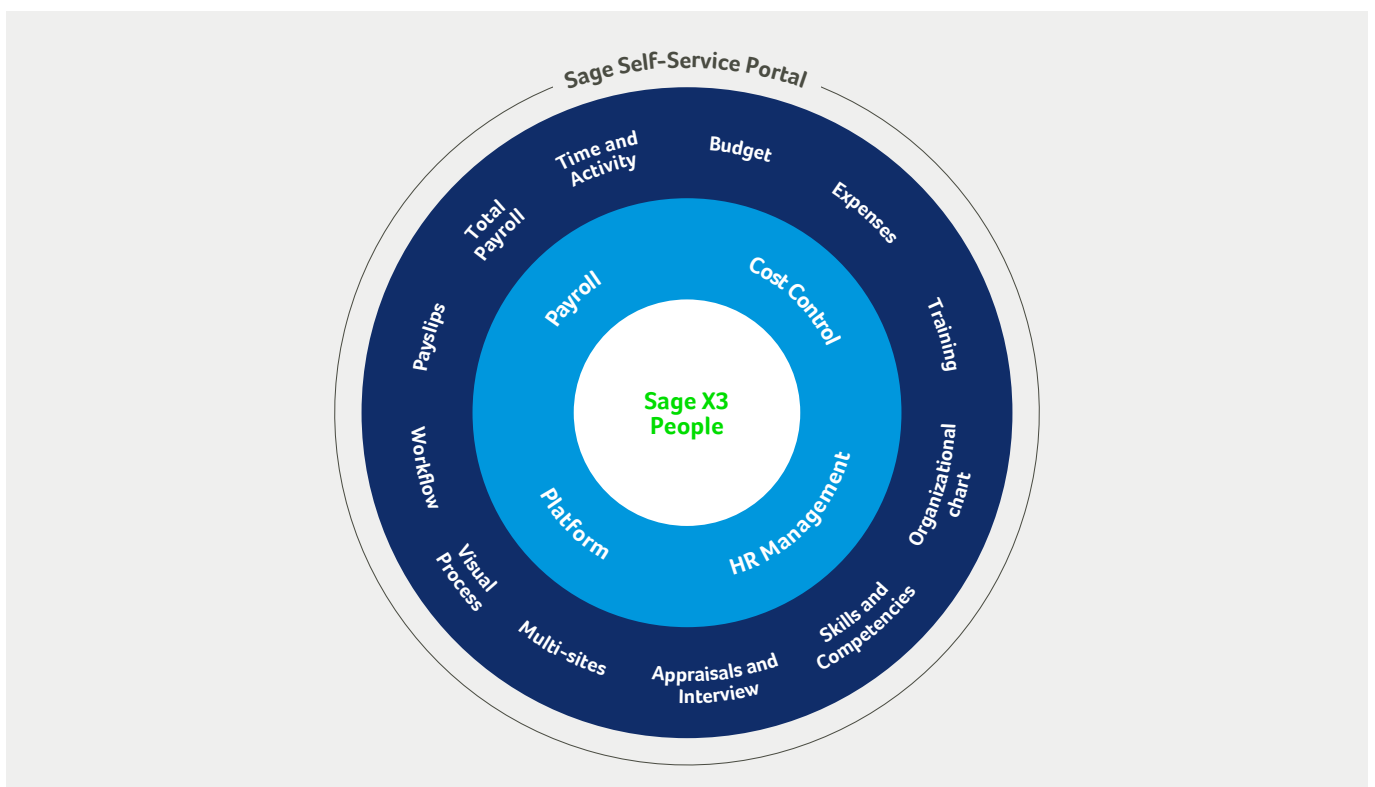 Sage Self-Service Portal
Time and
Activity
Budget
Expenses
Total
Payroll
Payroll
Cost Control
Payslips
Training
Sage X3
People
Workflow
Organizational
chart
Platform
HR Management
Visual
Process
Skills and
Competencies
Multi-sites
Appraisals and
Interview